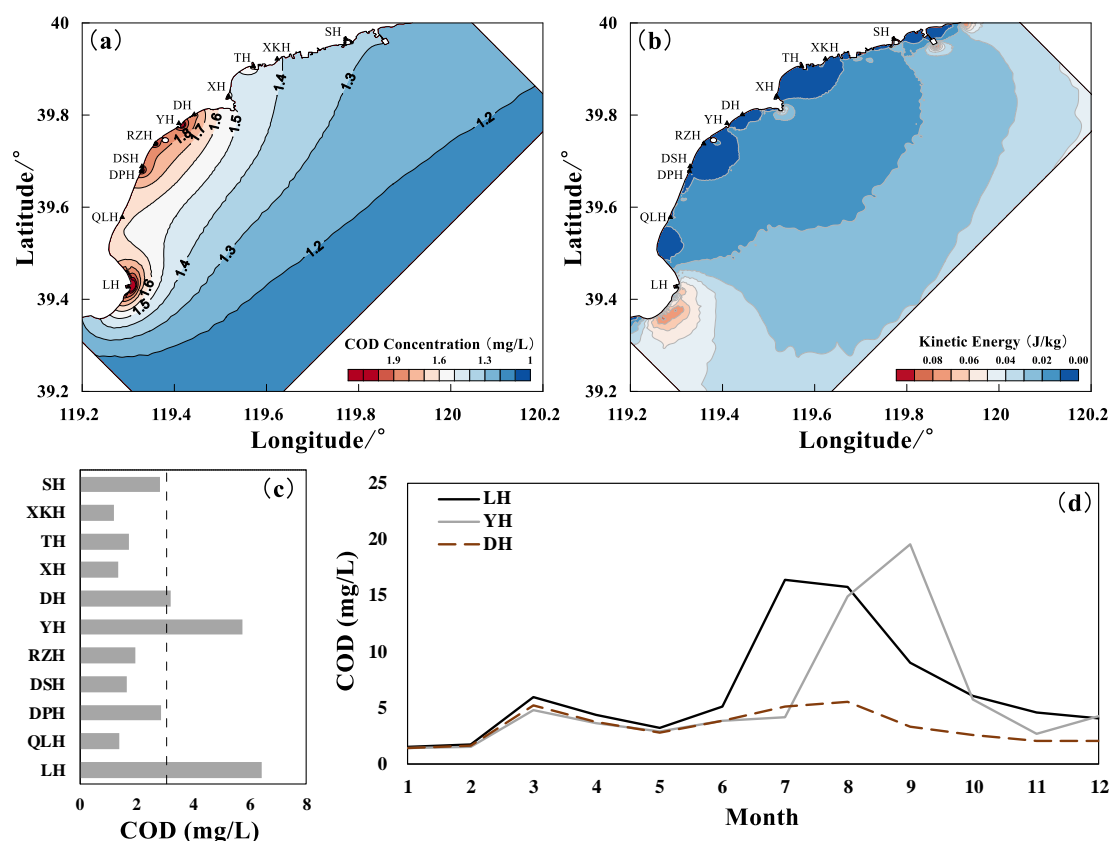 (a)
40
39.8
39.6
39.4
39.2
Latitude/°
SH
XKH
TH
XH
DH
YH
RZH
DSH
DPH
QLH
LH
1.8
1.7
1.6
1.5
1.4
1.3
1.2
1.6
1.5
1.4
1.3
1.2
COD Concentration (mg/L)
1.9 1.6 1.3 1
119.2 119.4 119.6 119.8 120 120.2
Longitude/°
(b)
40
39.8
39.6
39.4
39.2
Latitude/°
SH
XKH
TH
XH
DH
YH
RZH
DSH
DPH
QLH
LH
Kinetic Energy (J/kg)
0.08 0.06 0.04 0.02 0.00
119.2 119.4 119.6 119.8 120 120.2
Longitude/°
(c)
SH
XKH
TH
XH
DH
YH
RZH
DSH
DPH
QLH
LH
0 2 4 6 8
COD (mg/L)
(d)
LH
YH
DH
25
20
15
10
5
0
COD (mg/L)
1 2 3 4 5 6 7 8 9 10 11 12
Month